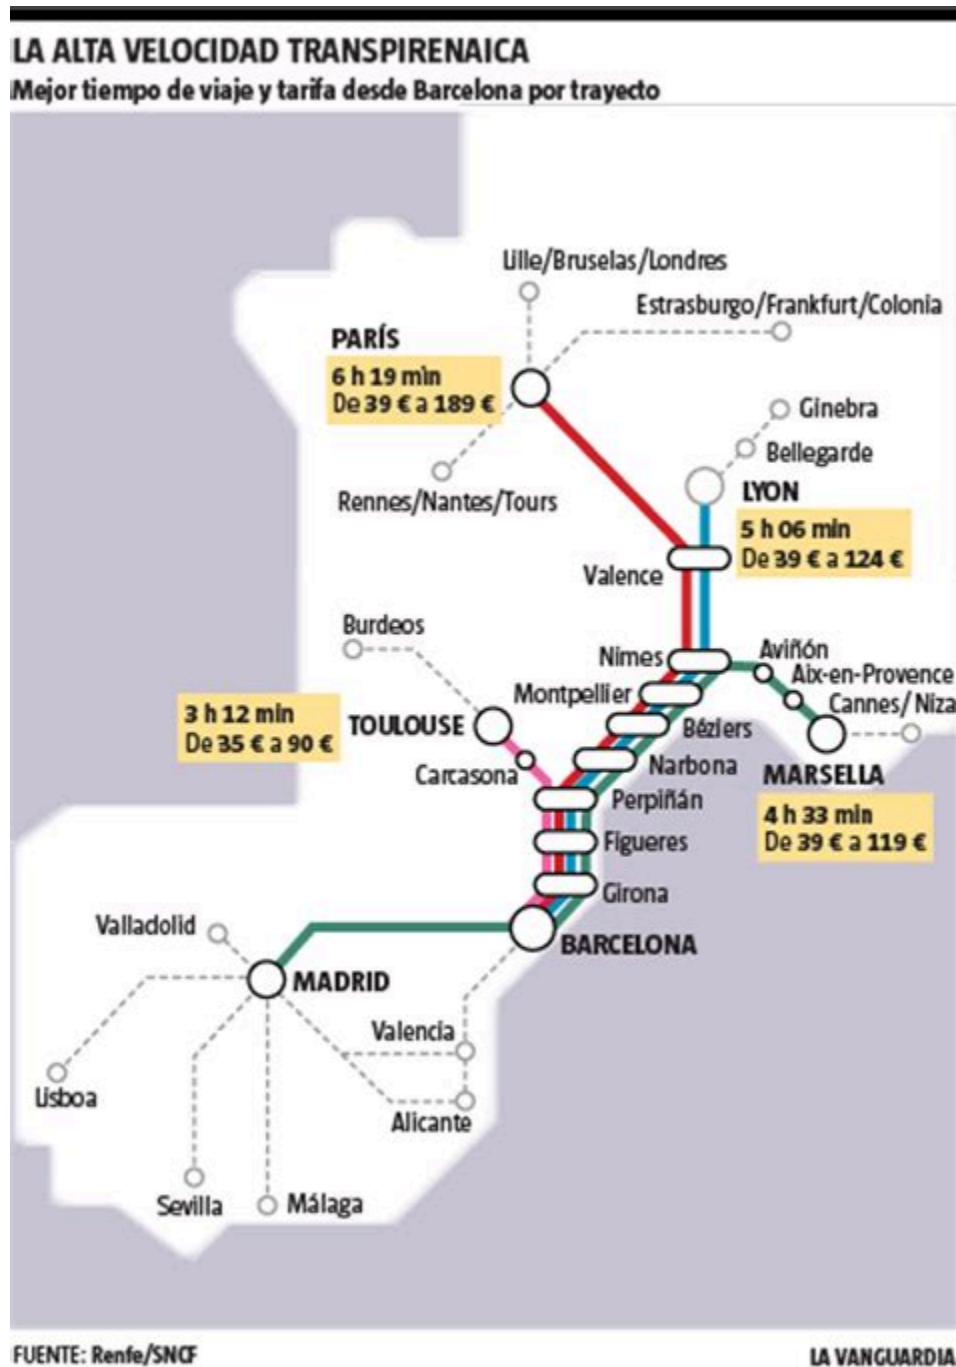 LA ALTA VELOCIDAD TRANSPIRENAICA
Mejor tiempo de viaje y tarifa desde Barcelona por trayecto
Lille/Bruselas/Londres
Estrasburgo/Frankfurt/Colonia
PARÍS
6 h 19 min
De 39 € a 189 €
Ginebra
Bellegarde
Rennes/Nantes/Tours
LYON
5 h 06 min
De 39 € a 124 €
Valence
Burdeos
Nimes
Aviñón
Aix-en-Provence
Cannes/ Niza
Montpellier
3 h 12 min
De 35 € a 90 €
TOULOUSE
Béziers
Carcasona
Narbona
MARSELLA
4 h 33 min
De 39 € a 119 €
Perpiñán
Figueres
Girona
Valladolid
BARCELONA
MADRID
Valencia
Lisboa
Alicante
Sevilla
Málaga
FUENTE: Renfe/SNCF
LA VANGUARDIA